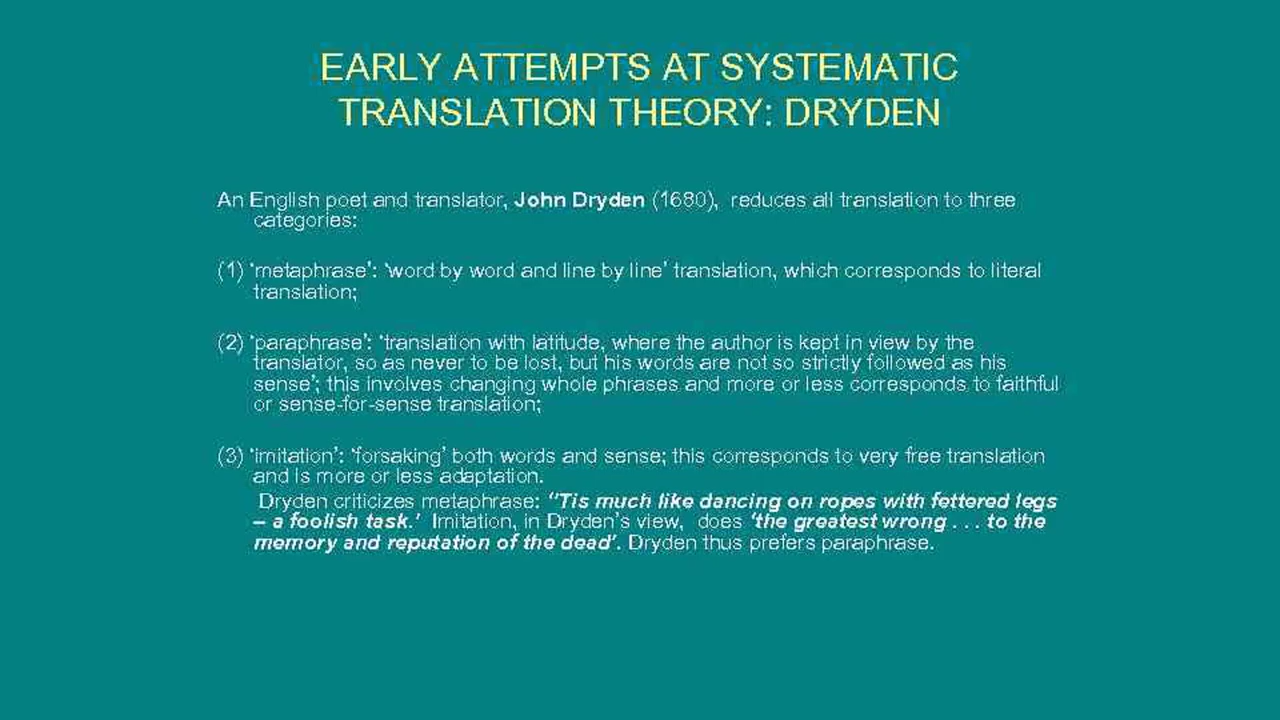 EARLY ATTEMPTS AT SYSTEMATIC
TRANSLATION THEORY: DRYDEN
An English poet and translator, John Dryden (1680), reduces all translation to three
categories:
(1) ‘metaphrase’: ‘word by word and line by line’ translation, which corresponds to literal
translation;
(2) ‘paraphrase’: ‘translation with latitude, where the author is kept in view by the
translator, so as never to be lost, but his words are not so strictly followed as his
sense’; this involves changing whole phrases and more or less corresponds to faithful
or sense-for-sense translation;
(3) ‘imitation’: ‘forsaking’ both words and sense; this corresponds to very free translation
and is more or less adaptation.
Dryden criticizes metaphrase: ‘’Tis much like dancing on ropes with fettered legs
– a foolish task.’ Imitation, in Dryden’s view, does ‘the greatest wrong . . . to the
memory and reputation of the dead’. Dryden thus prefers paraphrase.